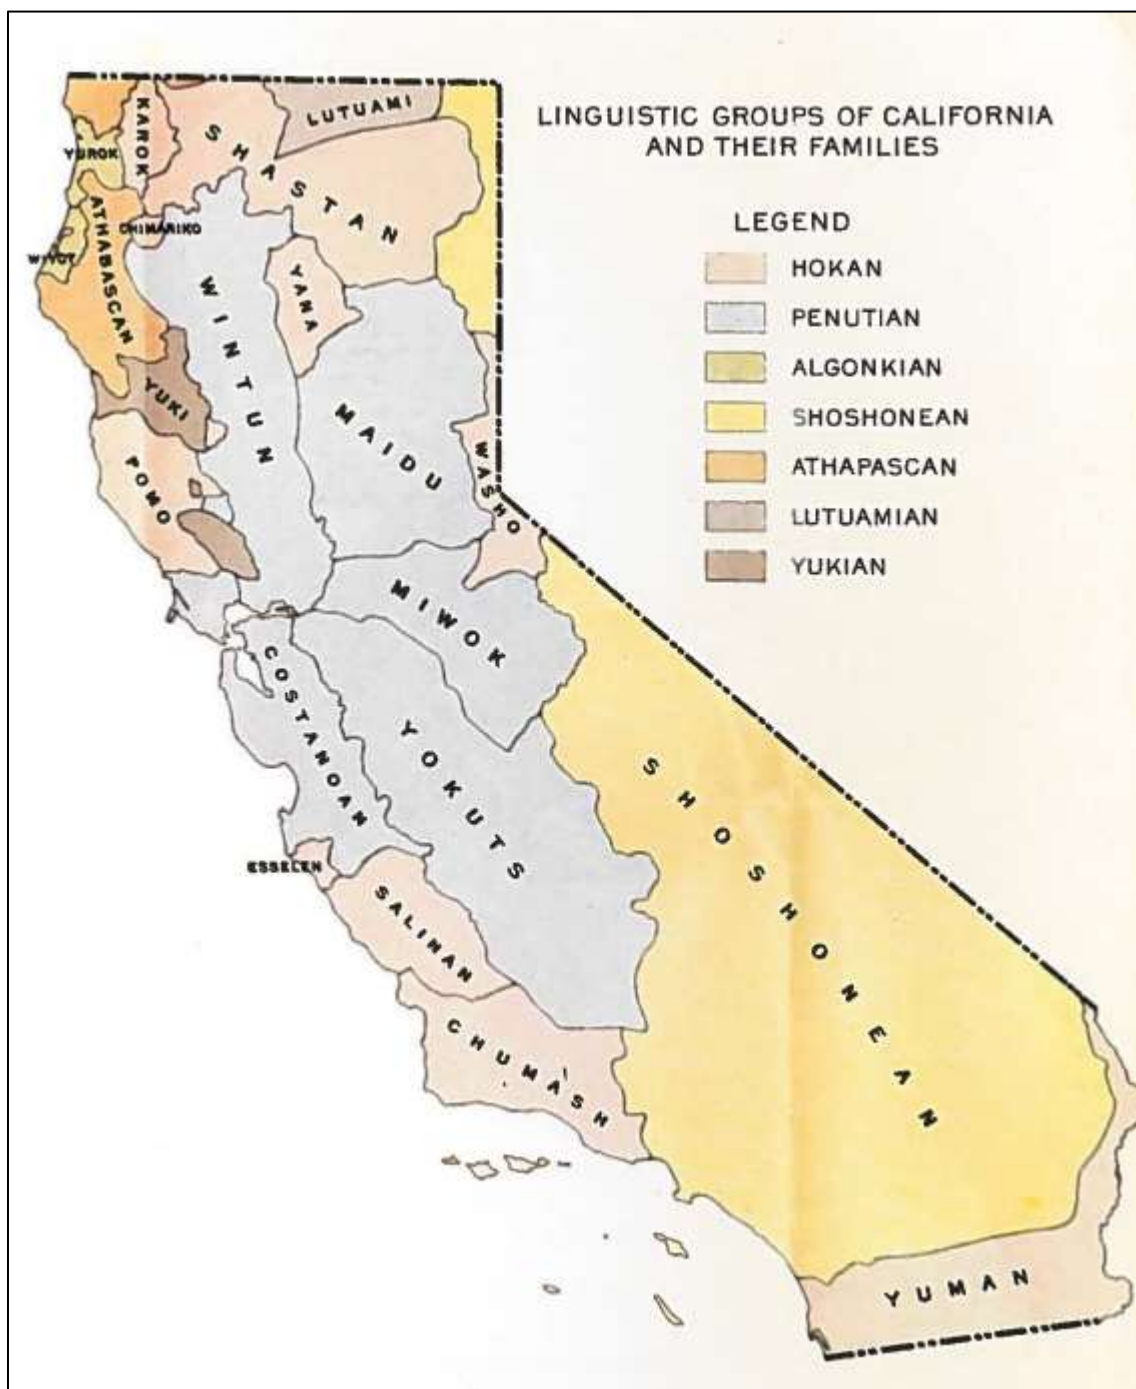 LINGUISTIC GROUPS OF CALIFORNIA
AND THEIR FAMILIES
LEGEND
HOKAN
PENUTIAN
ALGONKIAN
SHOSHONEAN
ATHAPASCAN
LUTUAMIAN
YUKIAN
KAROK
SHASTAN
LUTUAMI
YUROK
ATHABASCAN
CHIMARIKO
WIYOT
WINTUN
YANA
YUKI
MAIDU
WASHO
POMO
MIWOK
COSTANOAN
YOKUTS
SHOSHONEAN
ESSELEN
SALINAN
CHUMASH
YUMAN